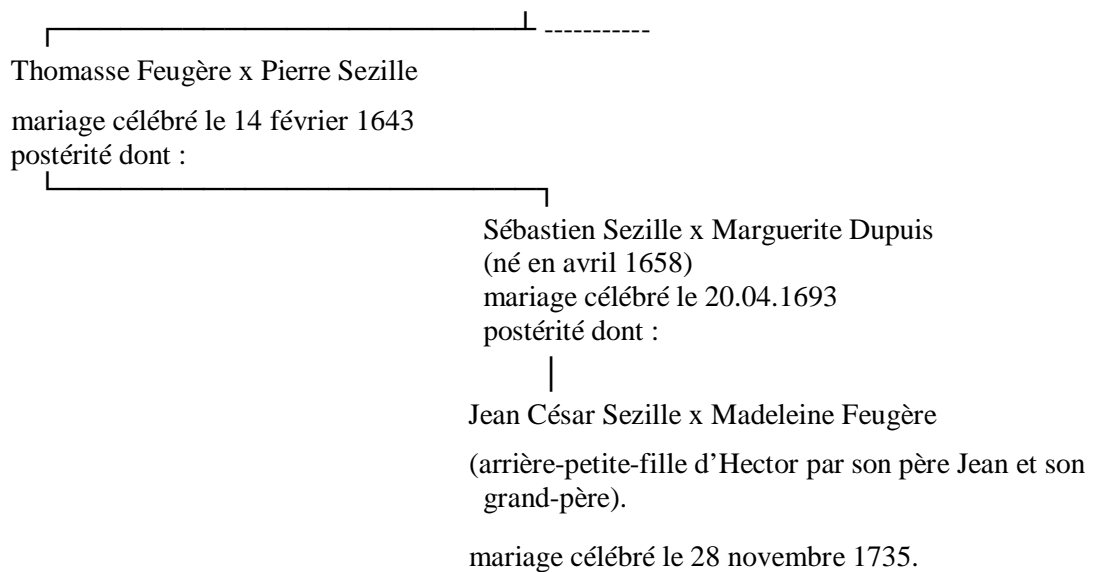 Thomasse Feugère x Pierre Sezille
mariage célébré le 14 février 1643
postérité dont :
Sébastien Sezille x Marguerite Dupuis
(né en avril 1658)
mariage célébré le 20.04.1693
postérité dont :
Jean César Sezille x Madeleine Feugère
(arrière-petite-fille d’Hector par son père Jean et son
grand-père).
mariage célébré le 28 novembre 1735.